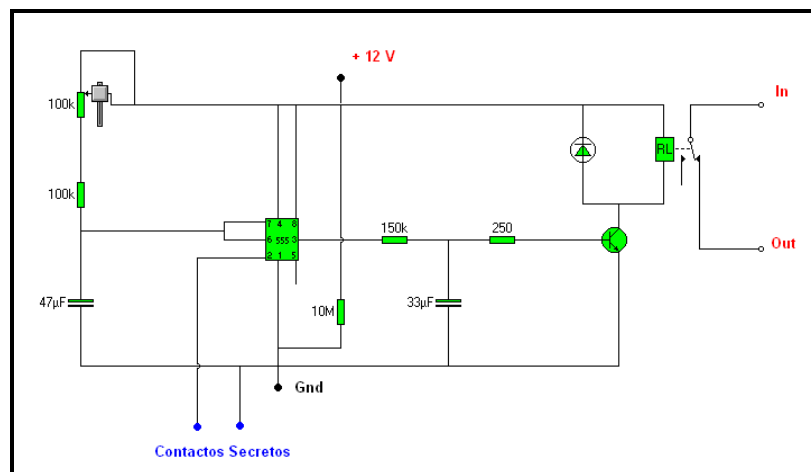 + 12 V
In
100k
RL
100k
7 4 8
6 555 3
2 1 5
150k
250
Out
47µF
10M
33µF
Gnd
Contactos Secretos